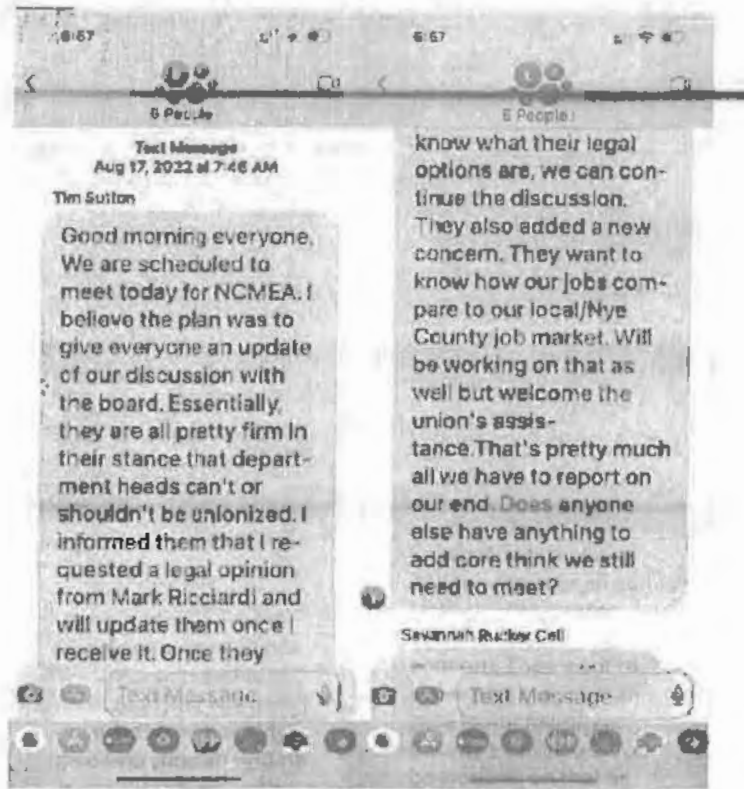 6:57
6 People
Text Message
Aug 17, 2022 at 7:46 AM
Tim Sutton
Good morning everyone.
We are scheduled to
meet today for NCMEA. I
believe the plan was to
give everyone an update
of our discussion with
the board. Essentially,
they are all pretty firm in
their stance that depart-
ment heads can't or
shouldn't be unionized. I
informed them that I re-
quested a legal opinion
from Mark Ricciardi and
will update them once I
receive it. Once they
Text Message
6:57
6 People
know what their legal
options are, we can con-
tinue the discussion.
They also added a new
concern. They want to
know how our jobs com-
pare to our local/Nye
County job market. Will
be working on that as
well but welcome the
union's assis-
tance.That's pretty much
all we have to report on
our end. Does anyone
else have anything to
add core think we still
need to meet?
Savannah Rucker Cell
Text Message